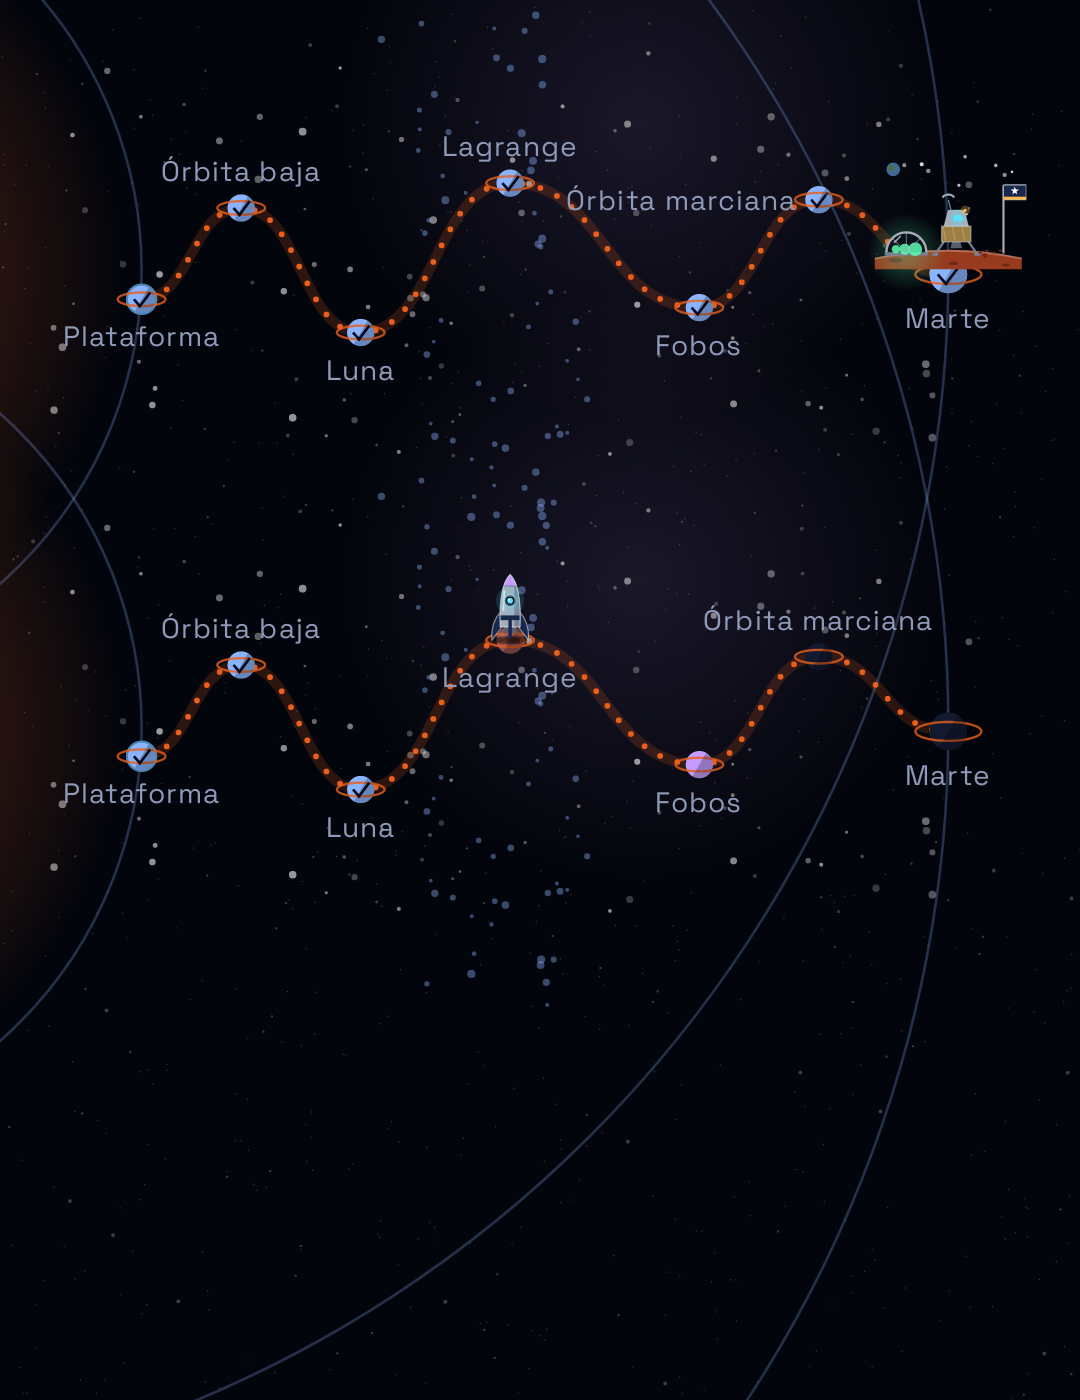 Lagrange
Órbita baja
Órbita marciana
Marte
Plataforma
Fobos
Luna
Órbita marciana
Órbita baja
Lagrange
Marte
Plataforma
Fobos
Luna